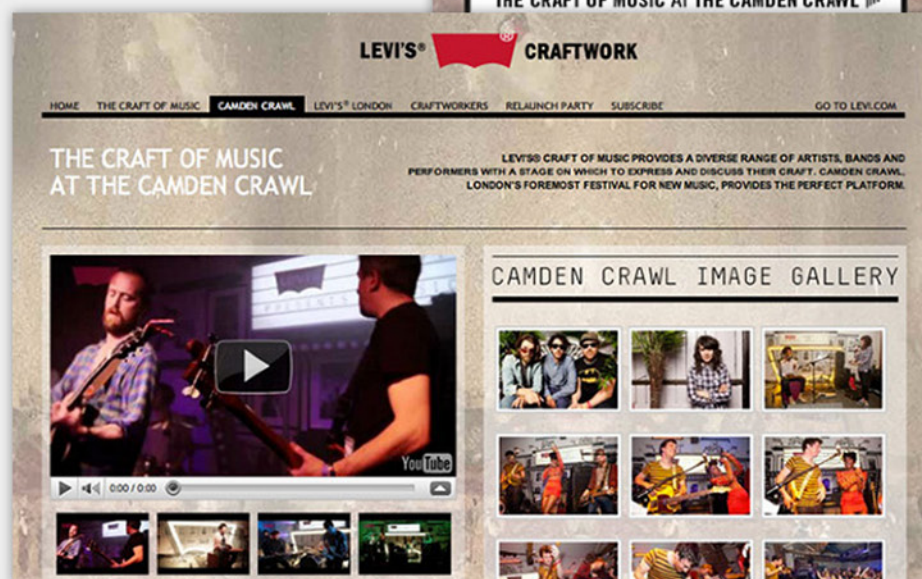 THE CRAFT OF MUSIC AT THE CAMDEN CRAWL
LEVI'S® CRAFTWORK
HOME THE CRAFT OF MUSIC CAMDEN CRAWL LEVI'S® LONDON CRAFTWORKERS RELAUNCH PARTY SUBSCRIBE GO TO LEVI.COM
THE CRAFT OF MUSIC
AT THE CAMDEN CRAWL
LEVI'S® CRAFT OF MUSIC PROVIDES A DIVERSE RANGE OF ARTISTS, BANDS AND
PERFORMERS WITH A STAGE ON WHICH TO EXPRESS AND DISCUSS THEIR CRAFT. CAMDEN CRAWL,
LONDON'S FOREMOST FESTIVAL FOR NEW MUSIC, PROVIDES THE PERFECT PLATFORM.
PRESENTS
YouTube
0:00 / 0:00
CAMDEN CRAWL IMAGE GALLERY